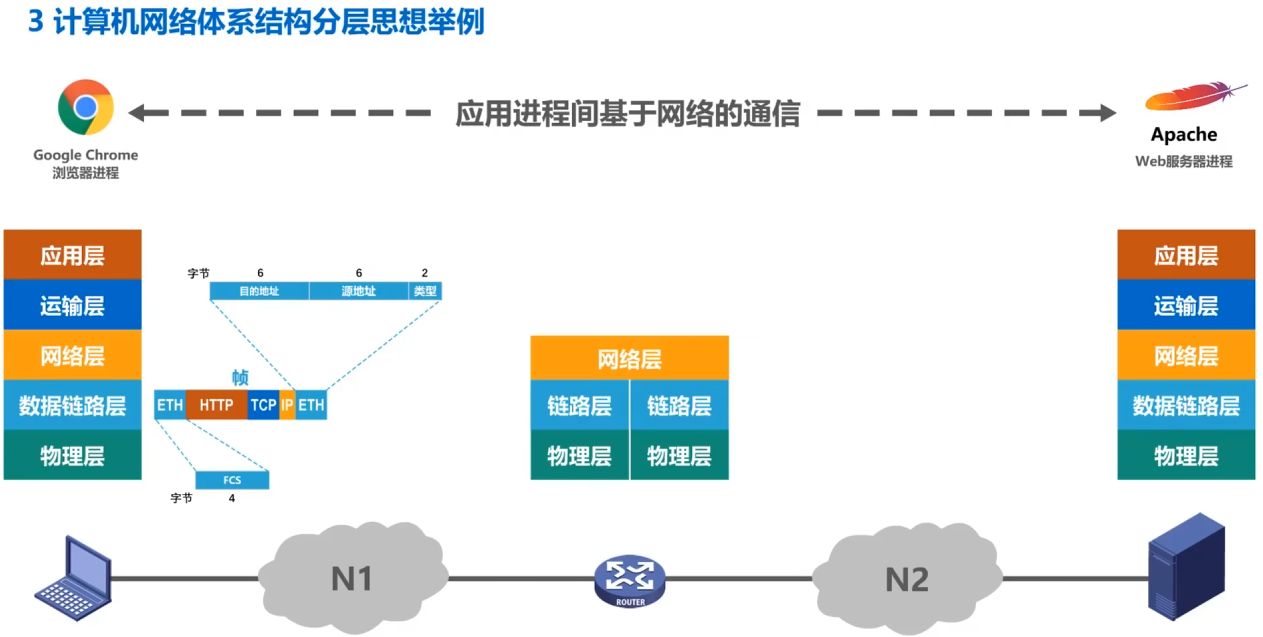 3 计算机网络体系结构分层思想举例
应用进程间基于网络的通信
Google Chrome
浏览器进程
Apache
Web服务器进程
应用层
运输层
网络层
数据链路层
物理层
字节 6 6 2
目的地址 源地址 类型
帧
ETH HTTP TCP IP ETH
FCS
字节 4
网络层
链路层 链路层
物理层 物理层
应用层
运输层
网络层
数据链路层
物理层
N1
ROUTER
N2